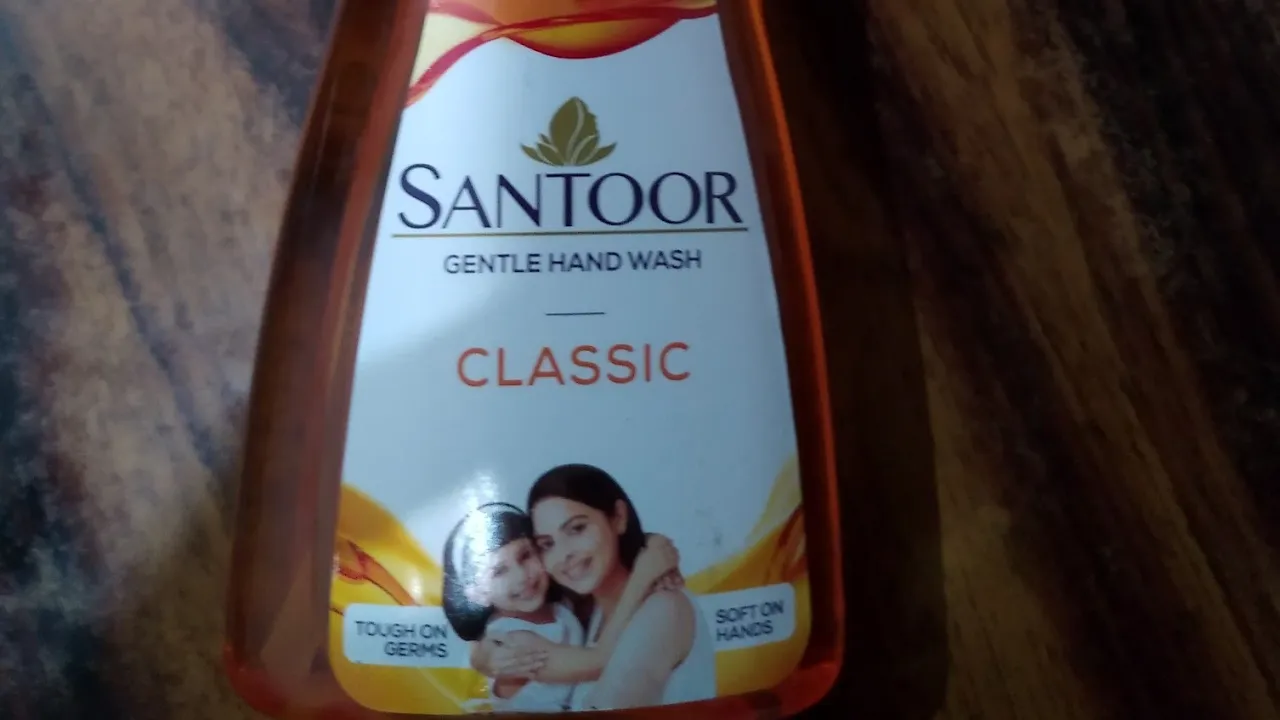 SANTOOR
GENTLE HAND WASH
CLASSIC
TOUGH ON
GERMS
SOFT ON
HANDS